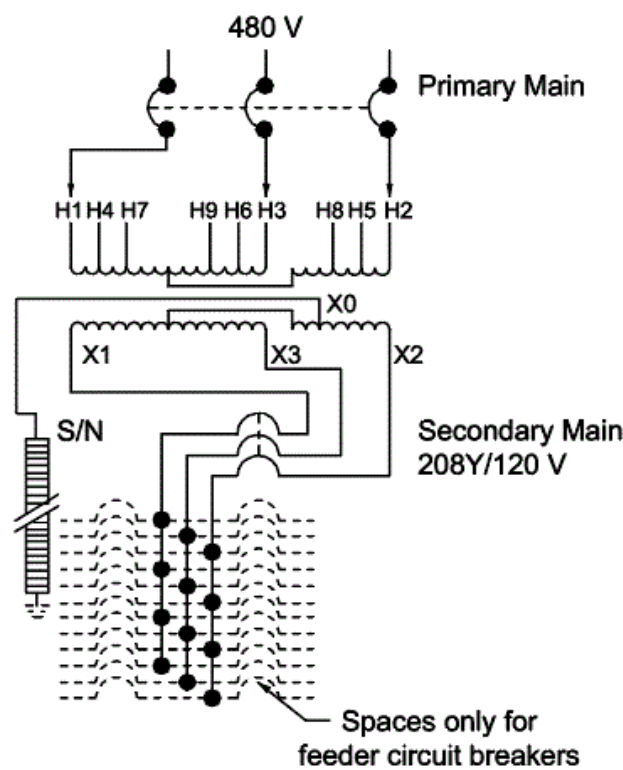 480 V
Primary Main
H1 H4 H7 H9 H6 H3 H8 H5 H2
X0
X1 X3 X2
S/N
Secondary Main
208Y/120 V
Spaces only for
feeder circuit breakers